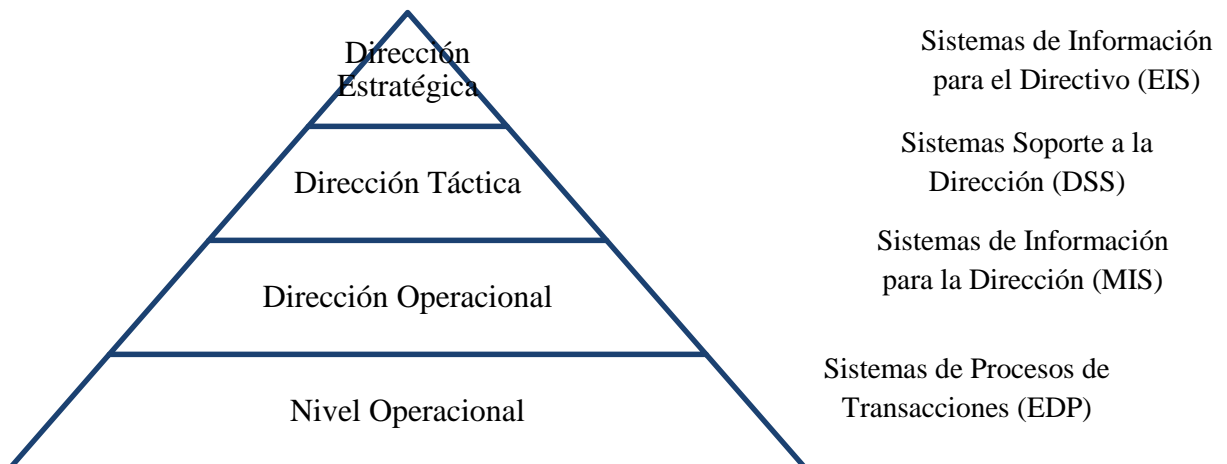 Dirección
Estratégica
Sistemas de Información
para el Directivo (EIS)
Dirección Táctica
Sistemas Soporte a la
Dirección (DSS)
Dirección Operacional
Sistemas de Información
para la Dirección (MIS)
Nivel Operacional
Sistemas de Procesos de
Transacciones (EDP)